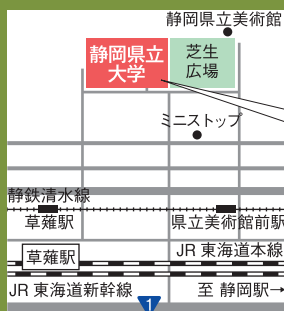 静岡県立美術館
静岡県立
大学
芝生
広場
ミニストップ
静鉄清水線
草薙駅
県立美術館前駅
草薙駅
JR 東海道本線
JR 東海道新幹線
至 静岡駅→
1